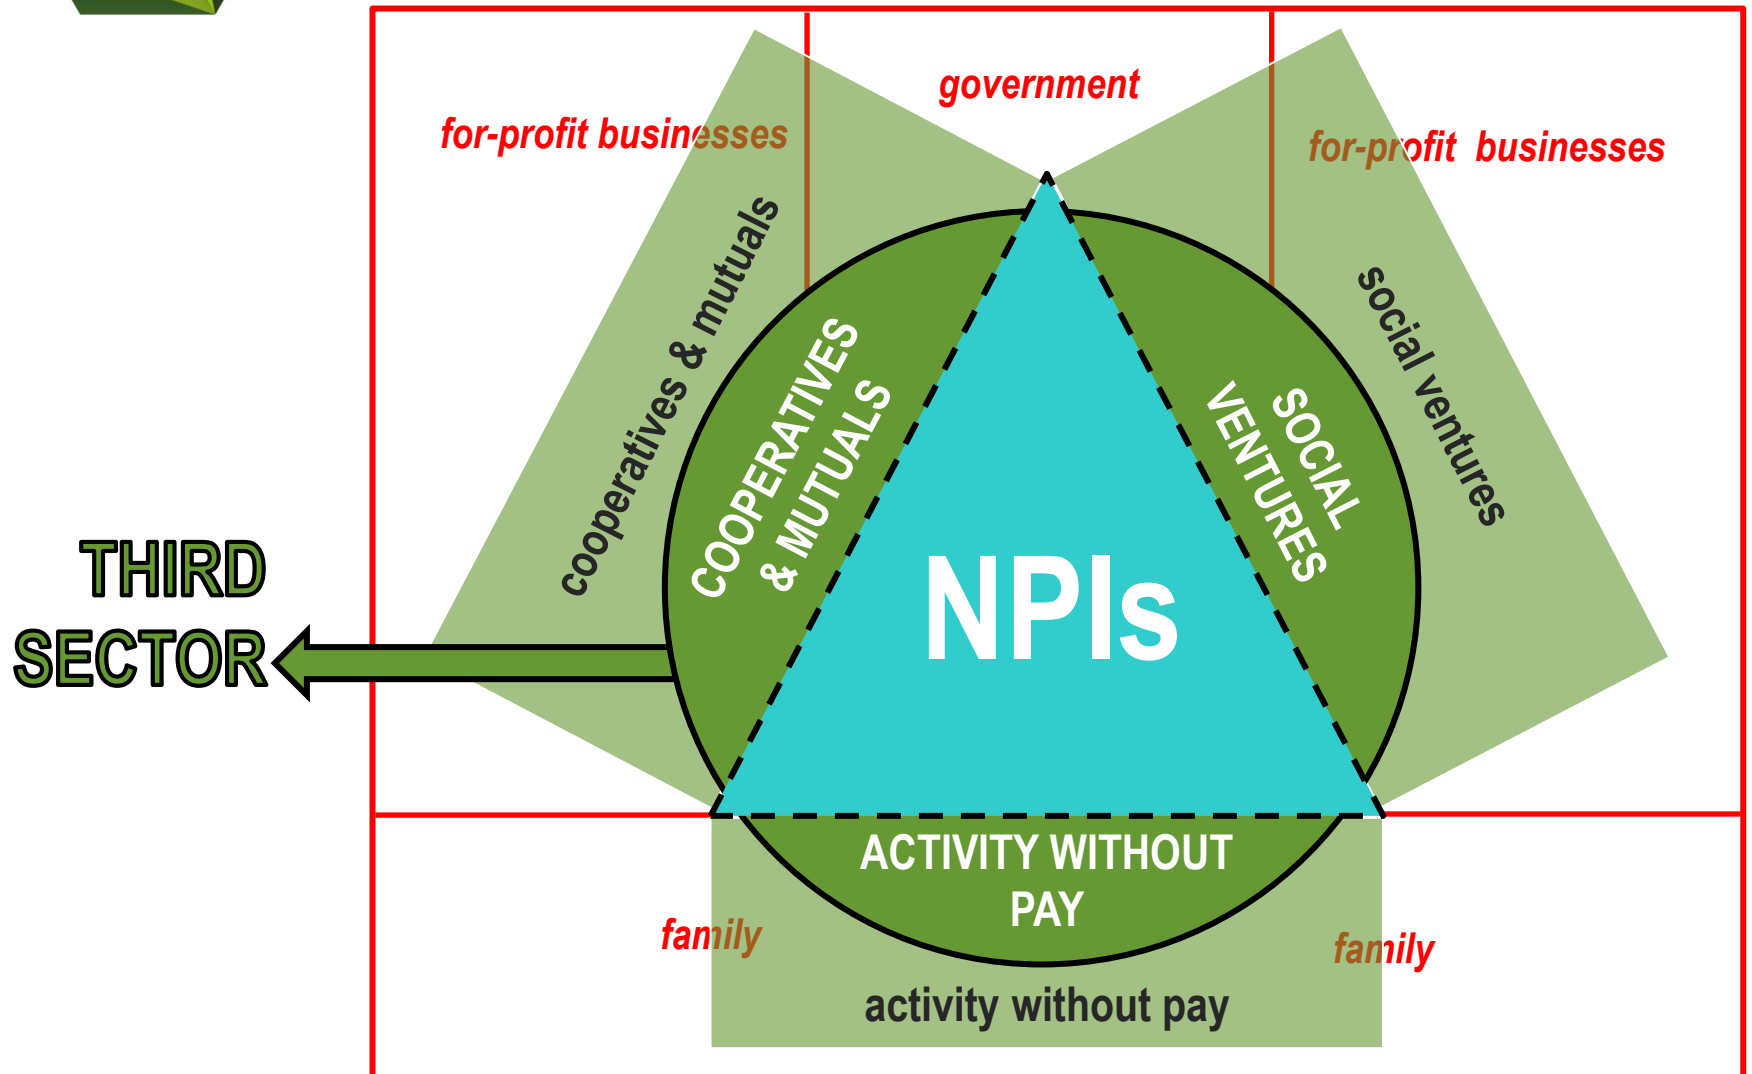 government
for-profit businesses
for-profit businesses
cooperatives & mutuals
social ventures
COOPERATIVES
& MUTUALS
SOCIAL
VENTURES
NPIs
THIRD
SECTOR
ACTIVITY WITHOUT
PAY
family
family
activity without pay